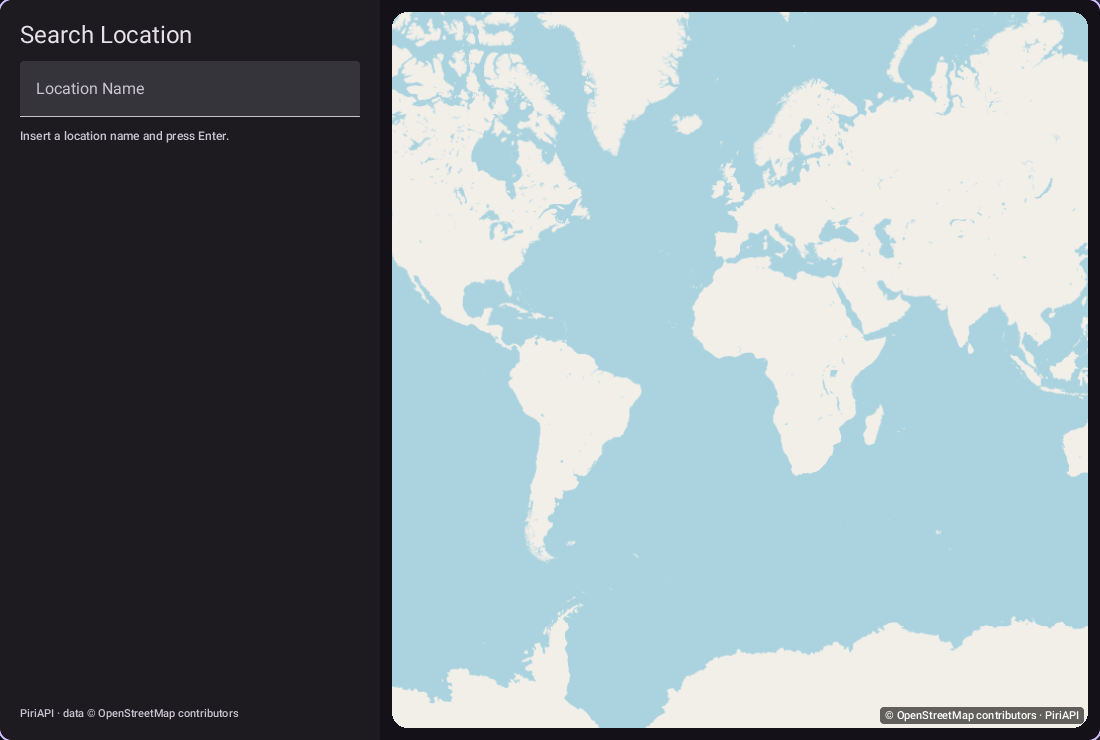 Search Location
Location Name
Insert a location name and press Enter.
PiriAPI · data © OpenStreetMap contributors
© OpenStreetMap contributors · PiriAPI